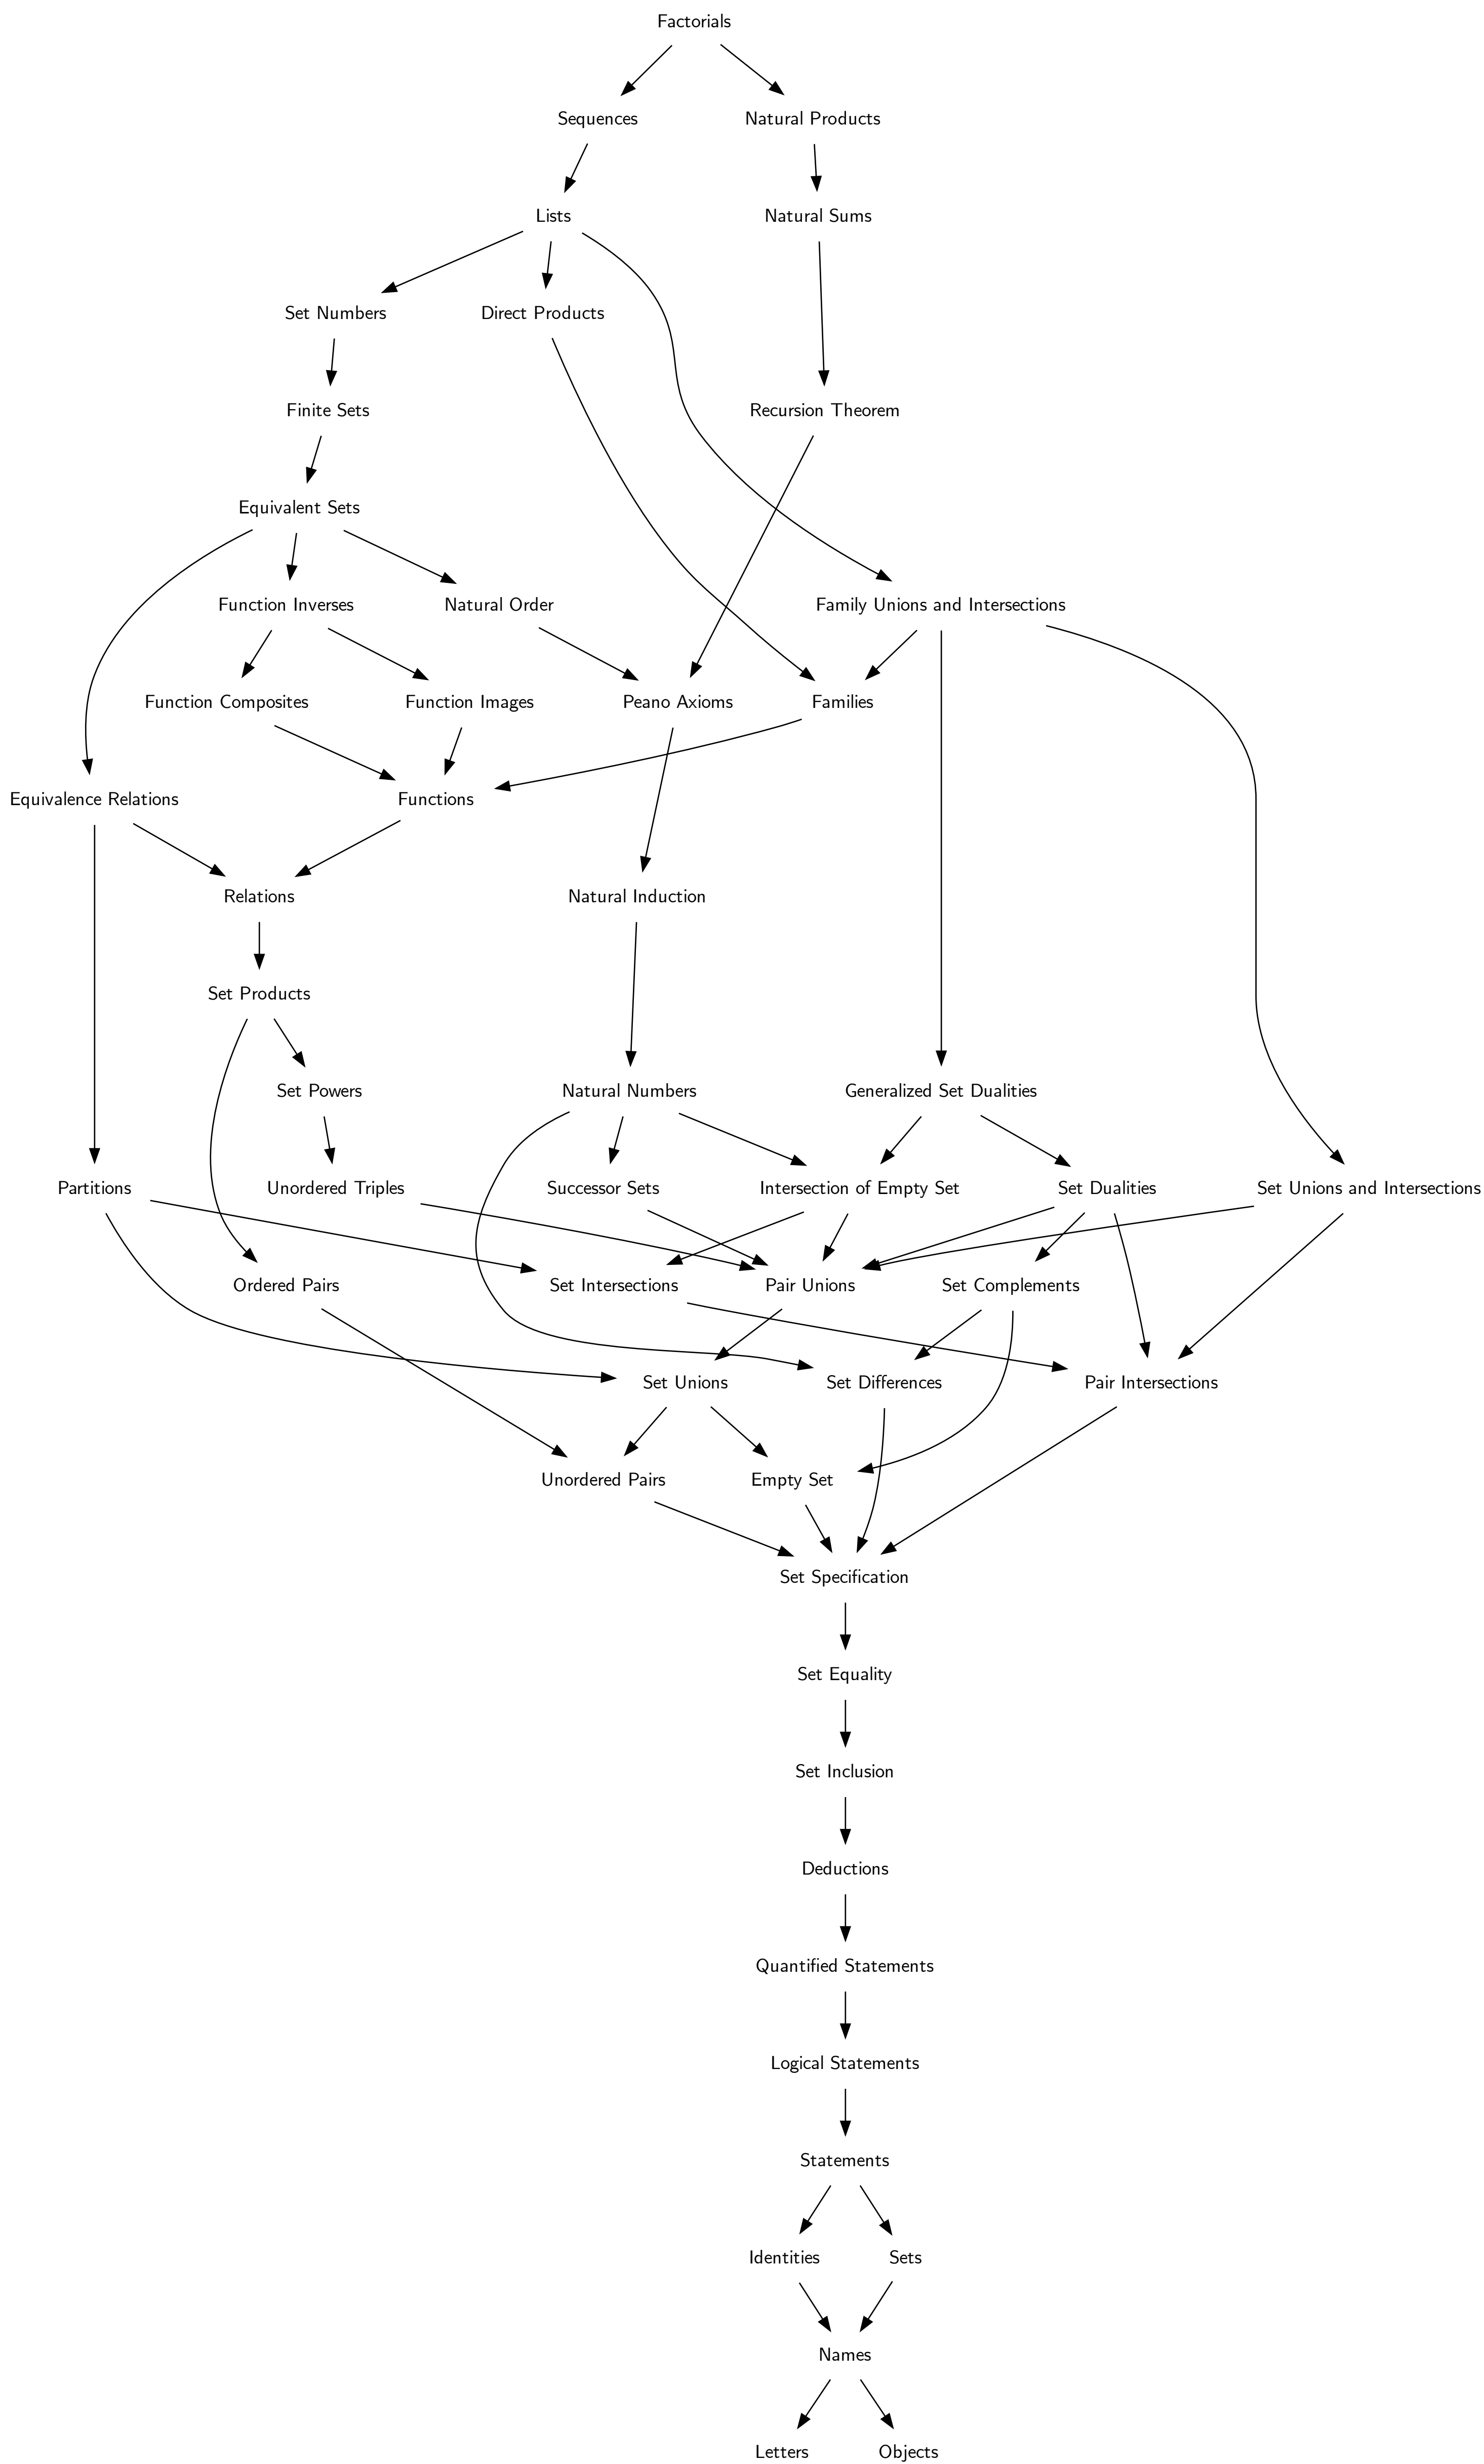 Factorials
Sequences
Natural Products
Lists
Natural Sums
Set Numbers
Direct Products
Finite Sets
Recursion Theorem
Equivalent Sets
Function Inverses
Natural Order
Family Unions and Intersections
Function Composites
Function Images
Peano Axioms
Families
Equivalence Relations
Functions
Relations
Natural Induction
Set Products
Set Powers
Natural Numbers
Generalized Set Dualities
Partitions
Unordered Triples
Successor Sets
Intersection of Empty Set
Set Dualities
Set Unions and Intersections
Ordered Pairs
Set Intersections
Pair Unions
Set Complements
Set Unions
Set Differences
Pair Intersections
Unordered Pairs
Empty Set
Set Specification
Set Equality
Set Inclusion
Deductions
Quantified Statements
Logical Statements
Statements
Identities
Sets
Names
Letters
Objects